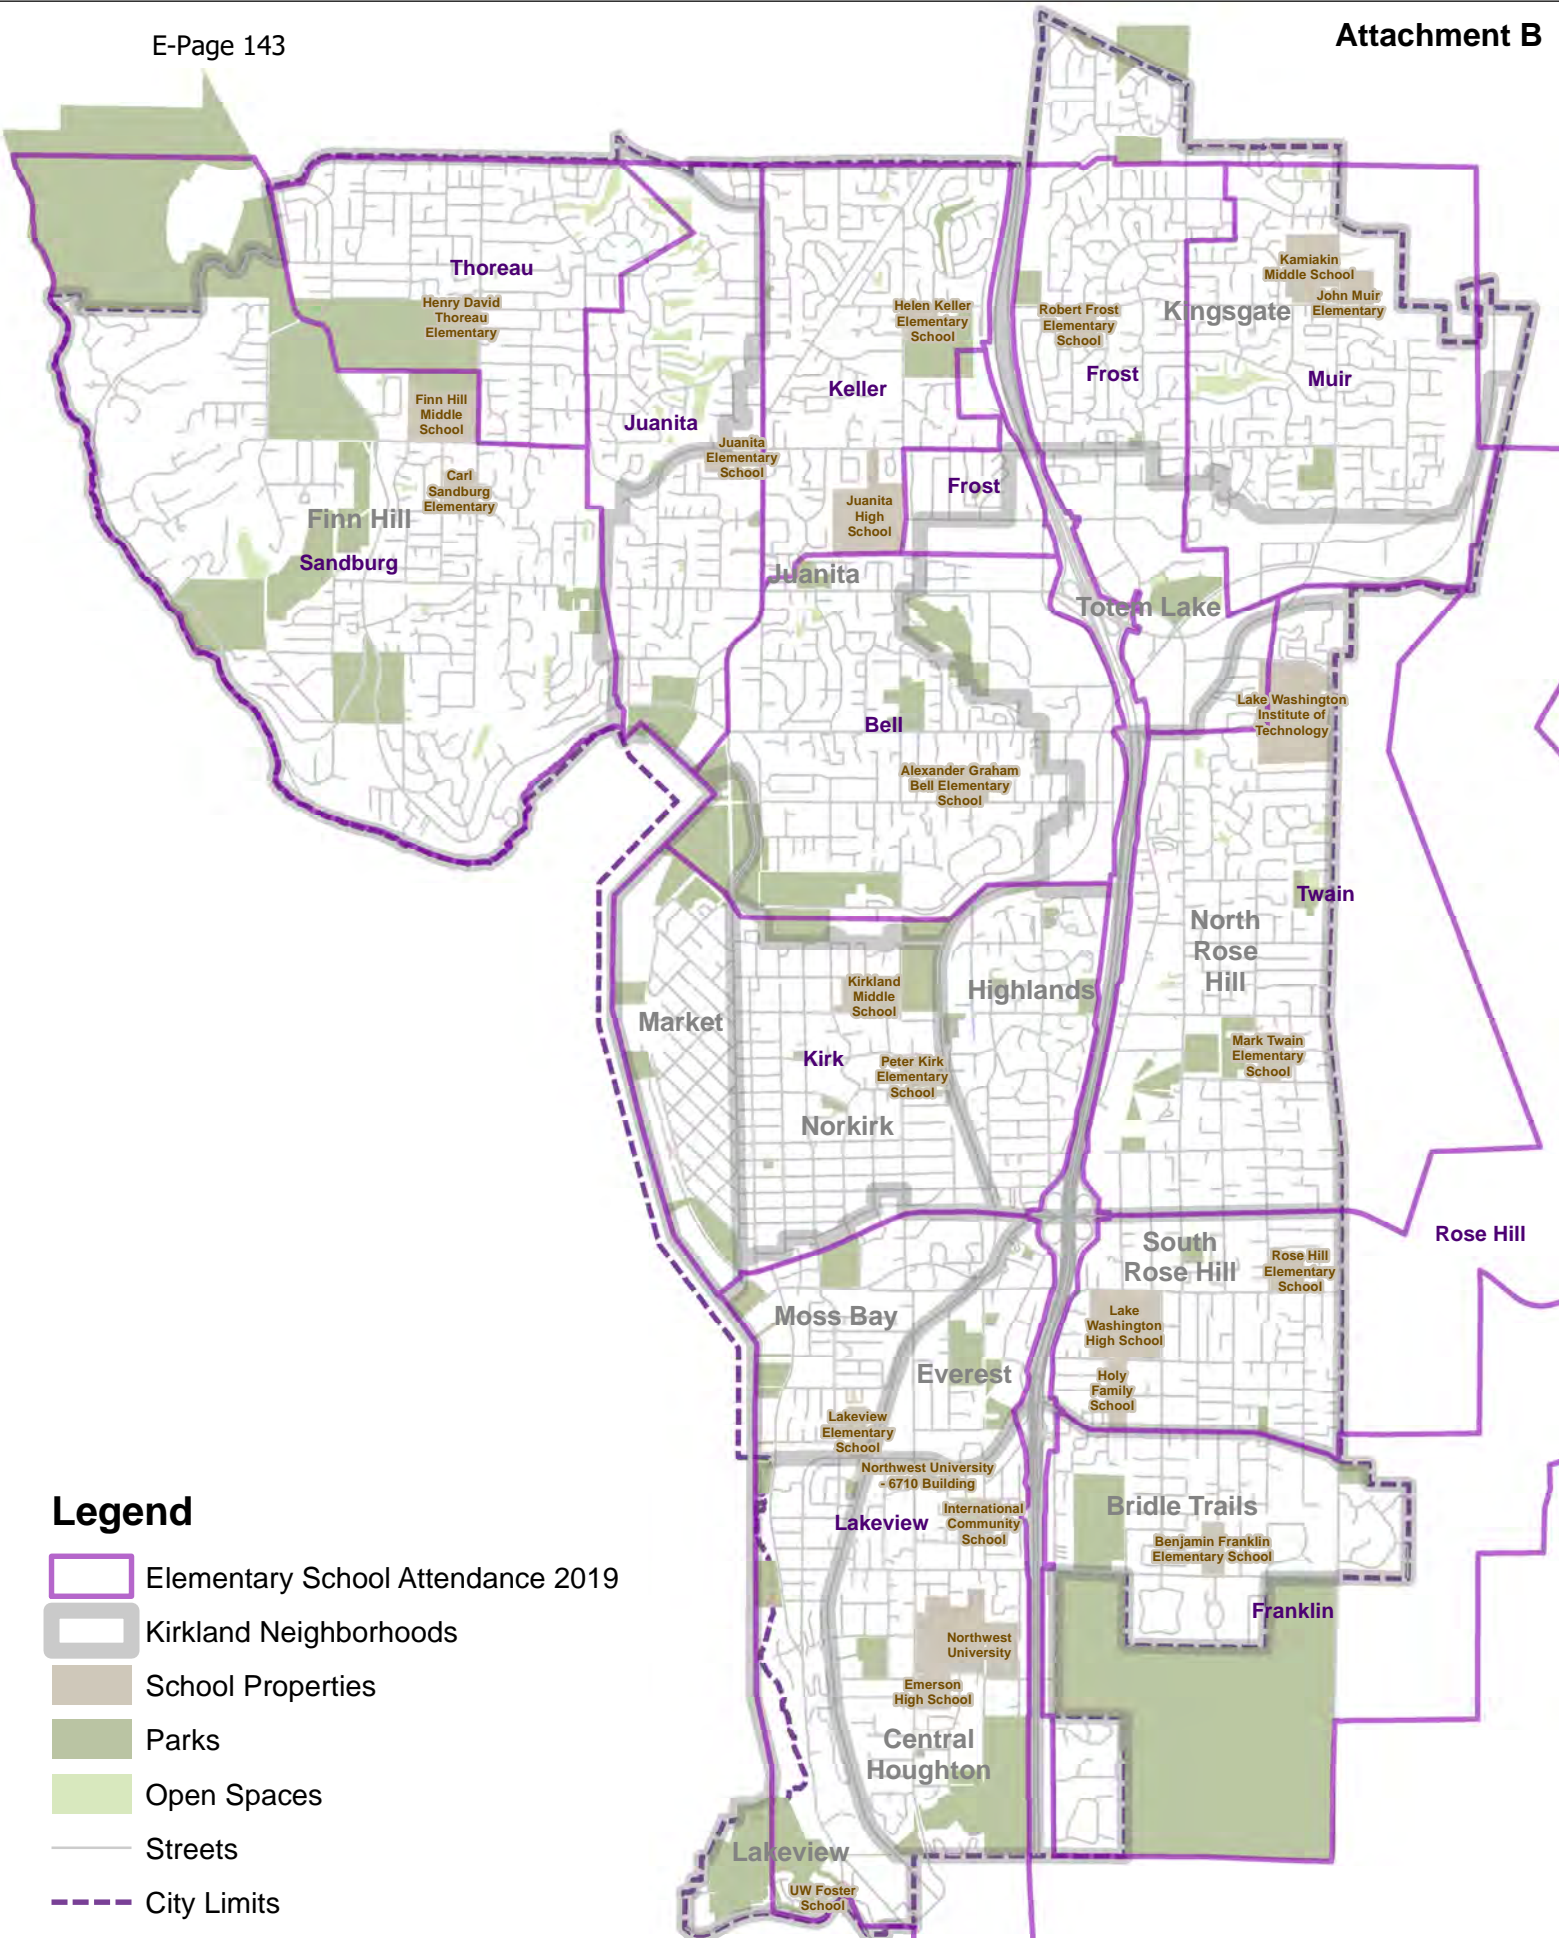 E-Page 143
Attachment B
Thoreau
Henry David
Thoreau
Elementary
Finn Hill
Middle
School
Carl
Sandburg
Elementary
Finn Hill
Sandburg
Juanita
Juanita
Elementary
School
Helen Keller
Elementary
School
Keller
Juanita
High
School
Frost
Juanita
Robert Frost
Elementary
School
Frost
Kingsgate
Kamiakin
Middle School
John Muir
Elementary
Muir
Totem Lake
Lake Washington
Institute of
Technology
Bell
Alexander Graham
Bell Elementary
School
Twain
North
Rose
Hill
Mark Twain
Elementary
School
Highlands
Kirkland
Middle
School
Market
Kirk
Peter Kirk
Elementary
School
Norkirk
South
Rose Hill
Rose Hill
Elementary
School
Rose Hill
Lake
Washington
High School
Holy
Family
School
Moss Bay
Everest
Lakeview
Elementary
School
Northwest University
- 6710 Building
Lakeview
International
Community
School
Bridle Trails
Benjamin Franklin
Elementary School
Franklin
Northwest
University
Emerson
High School
Central
Houghton
Lakeview
UW Foster
School
Legend
Elementary School Attendance 2019
Kirkland Neighborhoods
School Properties
Parks
Open Spaces
Streets
City Limits